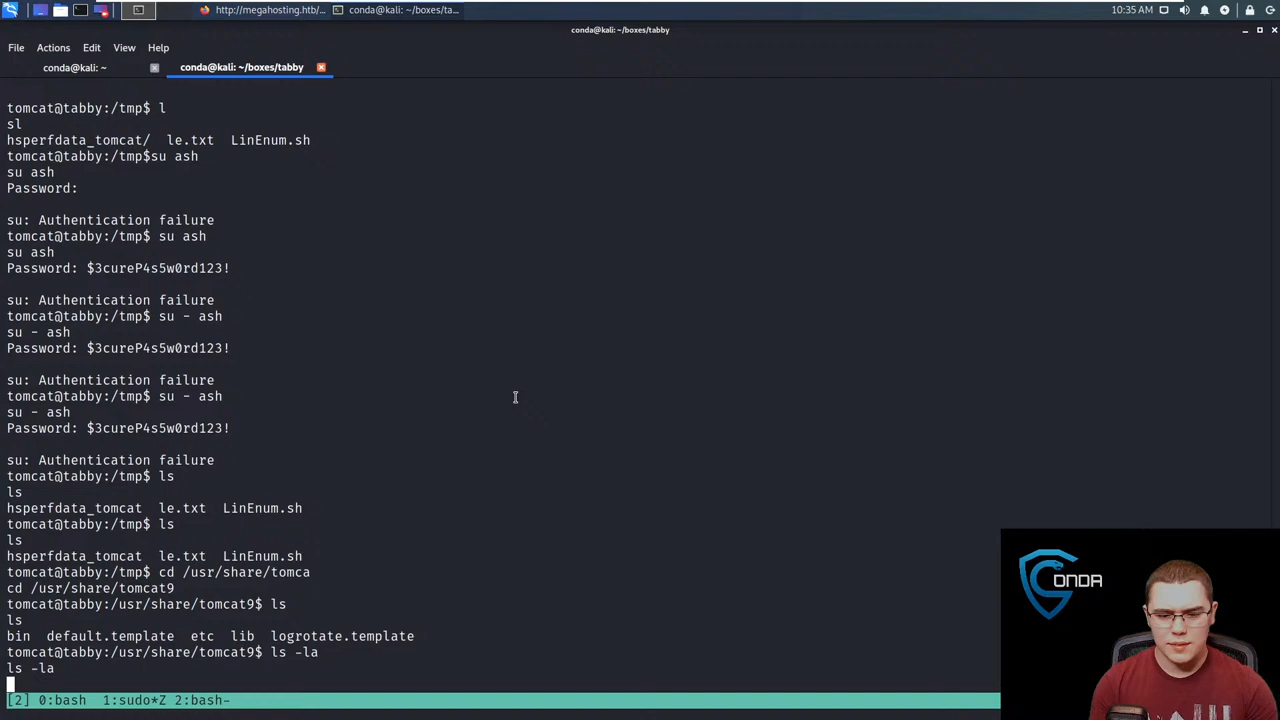 http://megahosting.htb/...
conda@kali: ~/boxes/ta...
10:35 AM
conda@kali: ~/boxes/tabby
File Actions Edit View Help
conda@kali: ~
conda@kali: ~/boxes/tabby
tomcat@tabby:/tmp$ l
sl
hsperfdata_tomcat/  le.txt  LinEnum.sh
tomcat@tabby:/tmp$su ash
su ash
Password:
su: Authentication failure
tomcat@tabby:/tmp$ su ash
su ash
Password: $3cureP4s5w0rd123!
su: Authentication failure
tomcat@tabby:/tmp$ su - ash
su - ash
Password: $3cureP4s5w0rd123!
su: Authentication failure
tomcat@tabby:/tmp$ su - ash
su - ash
Password: $3cureP4s5w0rd123!
su: Authentication failure
tomcat@tabby:/tmp$ ls
ls
hsperfdata_tomcat  le.txt  LinEnum.sh
tomcat@tabby:/tmp$ ls
ls
hsperfdata_tomcat  le.txt  LinEnum.sh
tomcat@tabby:/tmp$ cd /usr/share/tomca
cd /usr/share/tomcat9
tomcat@tabby:/usr/share/tomcat9$ ls
ls
bin  default.template  etc  lib  logrotate.template
tomcat@tabby:/usr/share/tomcat9$ ls -la
ls -la
[2] 0:bash  1:sudo*Z 2:bash-
CONDA